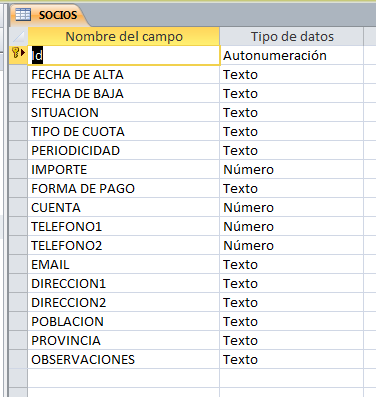 SOCIOS
Nombre del campo Tipo de datos
Id Autonumeración
FECHA DE ALTA Texto
FECHA DE BAJA Texto
SITUACION Texto
TIPO DE CUOTA Texto
PERIODICIDAD Texto
IMPORTE Número
FORMA DE PAGO Texto
CUENTA Número
TELEFONO1 Número
TELEFONO2 Número
EMAIL Texto
DIRECCION1 Texto
DIRECCION2 Texto
POBLACION Texto
PROVINCIA Texto
OBSERVACIONES Texto